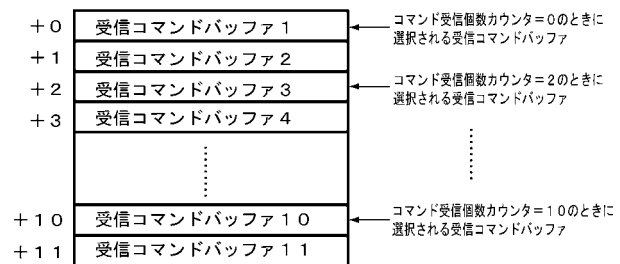 +0 受信コマンドバッファ1
コマンド受信個数カウンタ=0のときに
選択される受信コマンドバッファ
+1 受信コマンドバッファ2
+2 受信コマンドバッファ3
コマンド受信個数カウンタ=2のときに
選択される受信コマンドバッファ
+3 受信コマンドバッファ4
+10 受信コマンドバッファ10
コマンド受信個数カウンタ=10のときに
選択される受信コマンドバッファ
+11 受信コマンドバッファ11